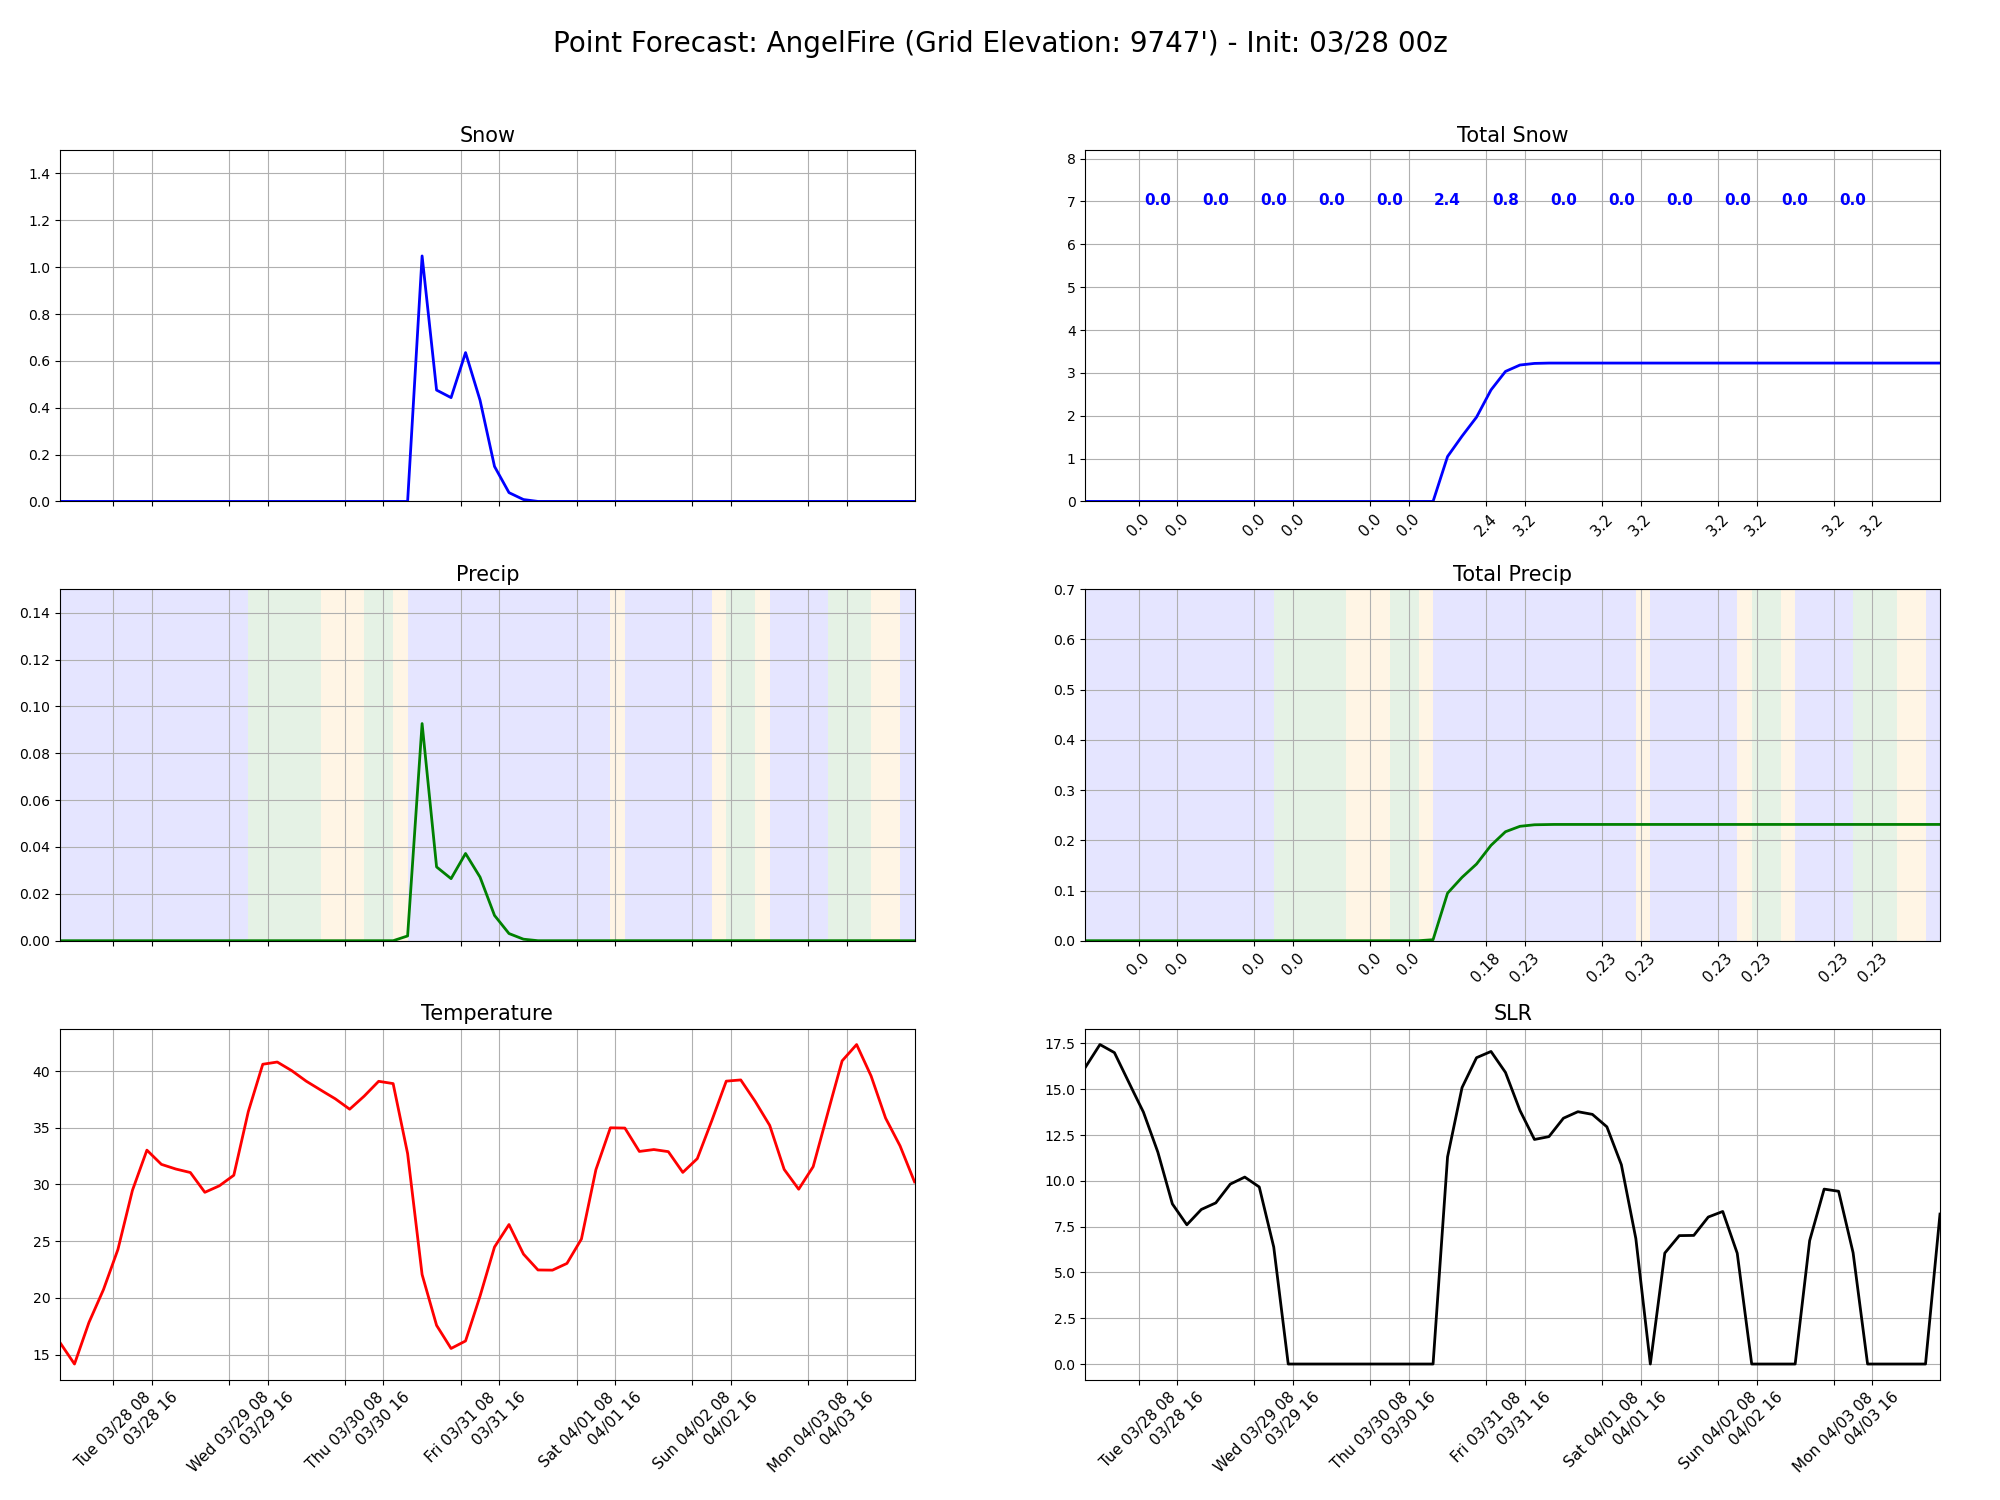 Point Forecast: AngelFire (Grid Elevation: 9747') - Init: 03/28 00z
Snow
1.4
1.2
1.0
0.8
0.6
0.4
0.2
0.0
Total Snow
8
7
6
5
4
3
2
1
0
0.0 0.0 0.0 0.0 0.0 2.4 0.8 0.0 0.0 0.0 0.0 0.0 0.0
0.0 0.0 0.0 0.0 0.0 0.0 2.4 3.2 3.2 3.2 3.2 3.2 3.2 3.2
Precip
0.14
0.12
0.10
0.08
0.06
0.04
0.02
0.00
Total Precip
0.7
0.6
0.5
0.4
0.3
0.2
0.1
0.0
0.0 0.0 0.0 0.0 0.0 0.0 0.18 0.23 0.23 0.23 0.23 0.23 0.23 0.23
Temperature
40
35
30
25
20
15
Tue 03/28 08
03/28 16
Wed 03/29 08
03/29 16
Thu 03/30 08
03/30 16
Fri 03/31 08
03/31 16
Sat 04/01 08
04/01 16
Sun 04/02 08
04/02 16
Mon 04/03 08
04/03 16
SLR
17.5
15.0
12.5
10.0
7.5
5.0
2.5
0.0
Tue 03/28 08
03/28 16
Wed 03/29 08
03/29 16
Thu 03/30 08
03/30 16
Fri 03/31 08
03/31 16
Sat 04/01 08
04/01 16
Sun 04/02 08
04/02 16
Mon 04/03 08
04/03 16